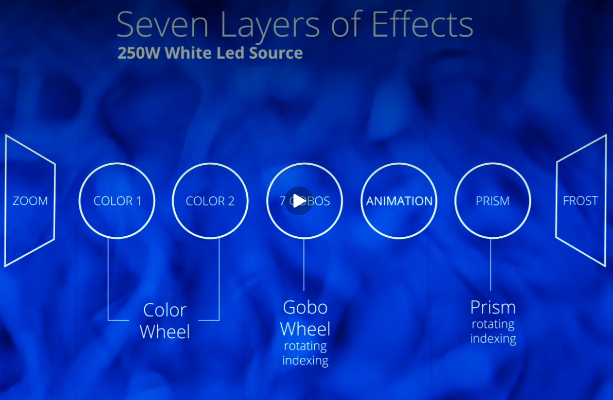 Seven Layers of Effects
250W White Led Source
ZOOM
COLOR 1
COLOR 2
7 GOBOS
ANIMATION
PRISM
FROST
Color
Wheel
Gobo
Wheel
rotating
indexing
Prism
rotating
indexing